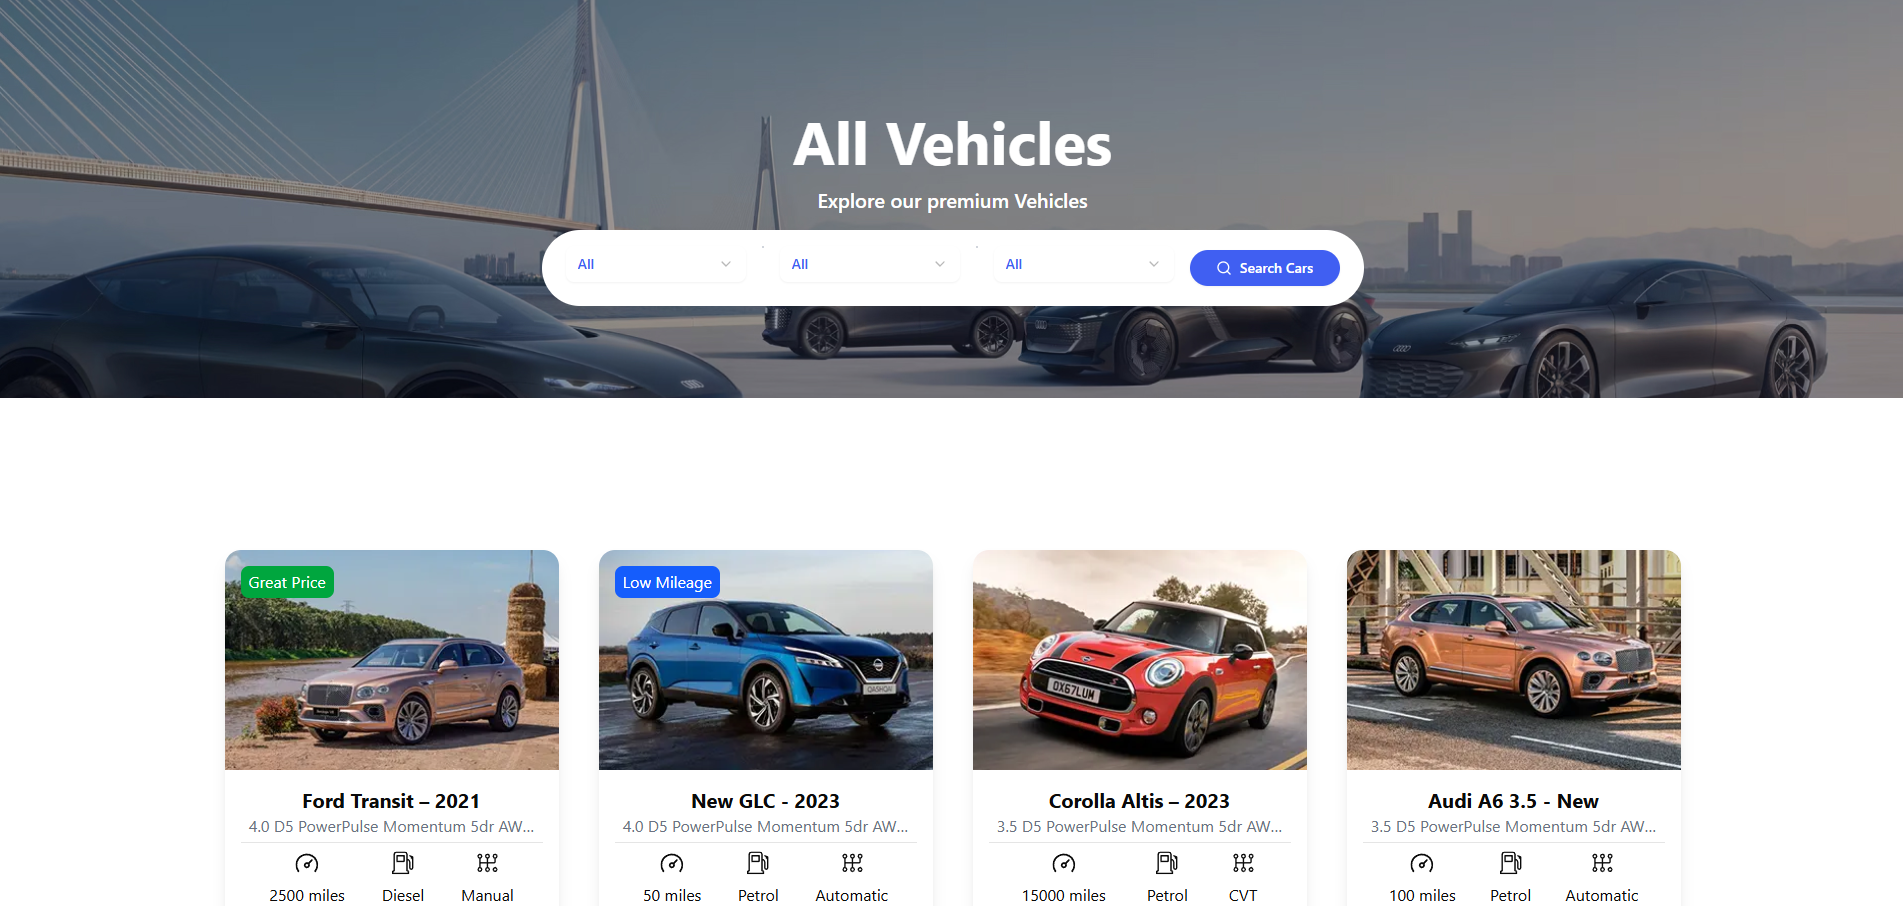 All Vehicles
Explore our premium Vehicles
All
All
All
Search Cars
Great Price
Low Mileage
QASHQAI
OX67LUM
Ford Transit – 2021
New GLC - 2023
Corolla Altis – 2023
Audi A6 3.5 - New
4.0 D5 PowerPulse Momentum 5dr AW...
4.0 D5 PowerPulse Momentum 5dr AW...
3.5 D5 PowerPulse Momentum 5dr AW...
3.5 D5 PowerPulse Momentum 5dr AW...
2500 miles
Diesel
Manual
50 miles
Petrol
Automatic
15000 miles
Petrol
CVT
100 miles
Petrol
Automatic